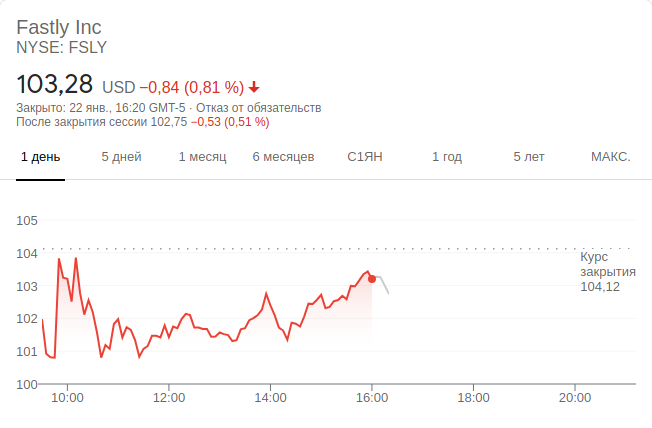 Fastly Inc
NYSE: FSLY
103,28 USD −0,84 (0,81 %)
Закрыто: 22 янв., 16:20 GMT-5 · Отказ от обязательств
После закрытия сессии 102,75 −0,53 (0,51 %)
1 день 5 дней 1 месяц 6 месяцев С1ЯН 1 год 5 лет МАКС.
105
104
103
102
101
100
Курс
закрытия
104,12
10:00 12:00 14:00 16:00 18:00 20:00